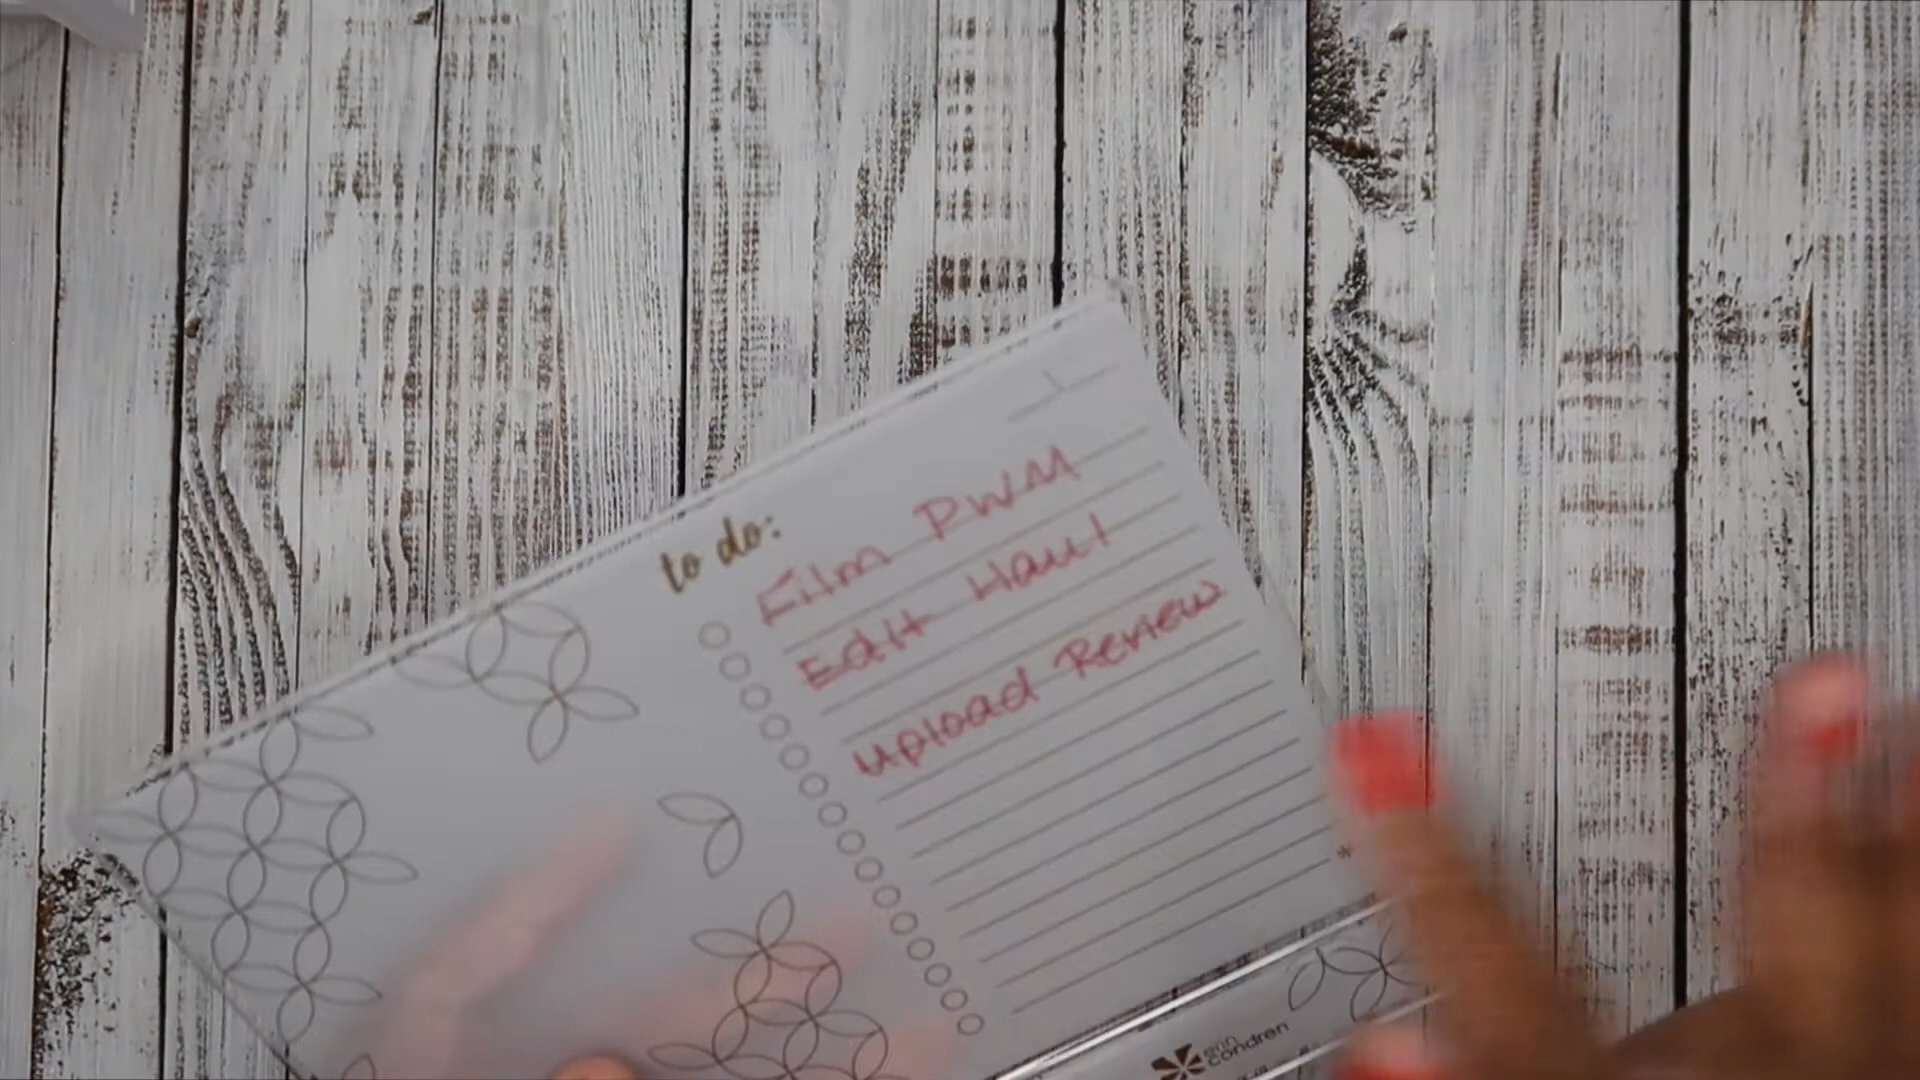 to do:
Film PWM
Edit Haul
Upload Review
erin
condren